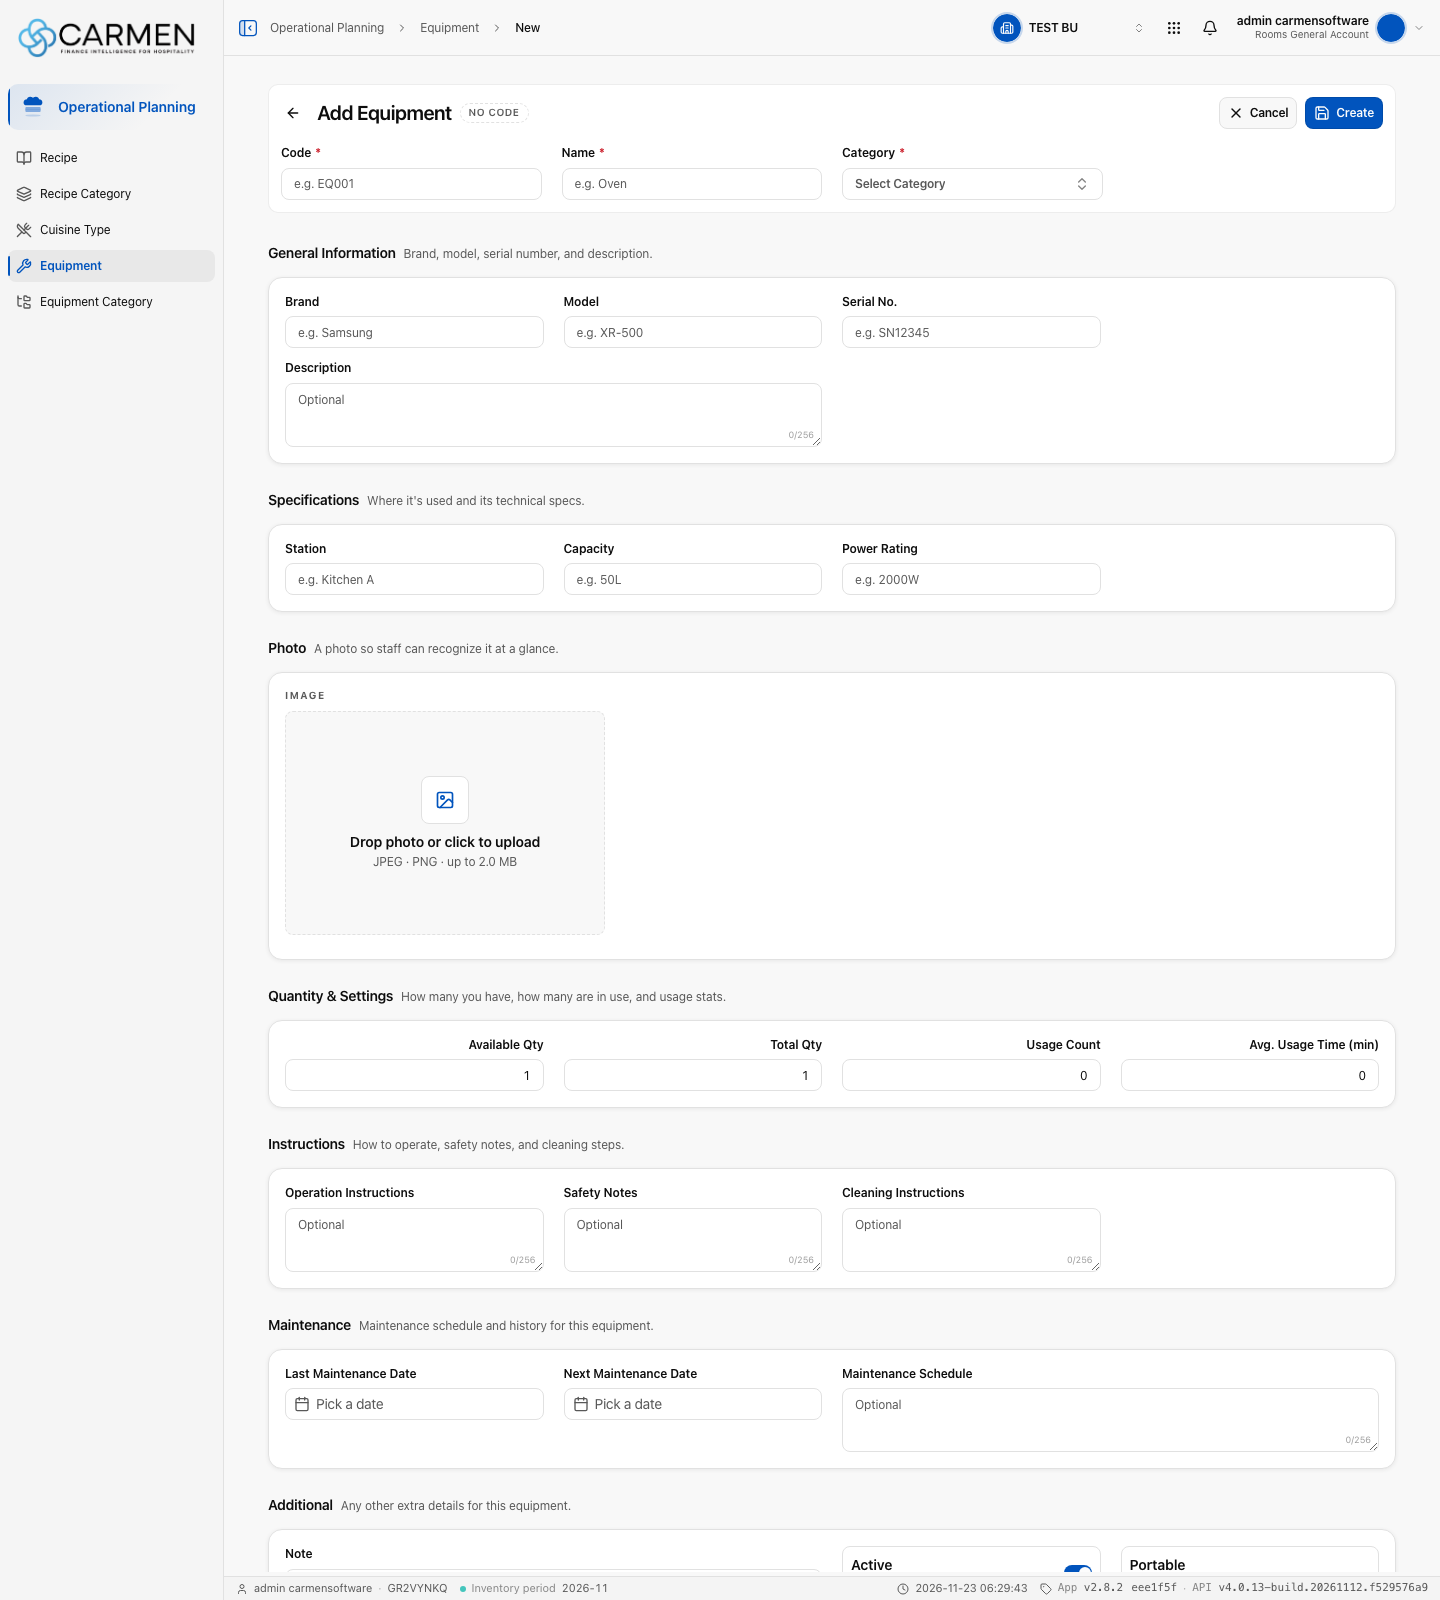 CARMEN
FINANCE INTELLIGENCE FOR HOSPITALITY
Operational Planning
Recipe
Recipe Category
Cuisine Type
Equipment
Equipment Category
Operational Planning > Equipment > New
TEST BU
admin carmensoftware
Rooms General Account
Add Equipment NO CODE
Cancel Create
Code * Name * Category *
e.g. EQ001 e.g. Oven Select Category
General Information Brand, model, serial number, and description.
Brand Model Serial No.
e.g. Samsung e.g. XR-500 e.g. SN12345
Description
Optional
0/256
Specifications Where it's used and its technical specs.
Station Capacity Power Rating
e.g. Kitchen A e.g. 50L e.g. 2000W
Photo A photo so staff can recognize it at a glance.
IMAGE
Drop photo or click to upload
JPEG · PNG · up to 2.0 MB
Quantity & Settings How many you have, how many are in use, and usage stats.
Available Qty Total Qty Usage Count Avg. Usage Time (min)
1 1 0 0
Instructions How to operate, safety notes, and cleaning steps.
Operation Instructions Safety Notes Cleaning Instructions
Optional Optional Optional
0/256 0/256 0/256
Maintenance Maintenance schedule and history for this equipment.
Last Maintenance Date Next Maintenance Date Maintenance Schedule
Pick a date Pick a date Optional
0/256
Additional Any other extra details for this equipment.
Note Active Portable
admin carmensoftware · GR2VYNKQ Inventory period 2026-11 2026-11-23 06:29:43 App v2.8.2 eee1f5f · API v4.0.13-build.20261112.f529576a9